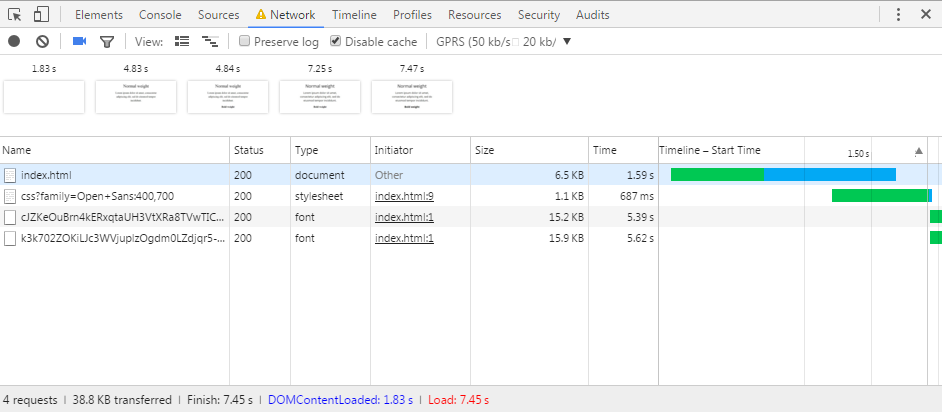 Elements Console Sources Network Timeline Profiles Resources Security Audits
View: Preserve log Disable cache GPRS (50 kb/s 20 kb/
1.83 s 4.83 s 4.84 s 7.25 s 7.47 s
Normal weight Normal weight Normal weight Normal weight
Name Status Type Initiator Size Time Timeline – Start Time 1.50 s
index.html 200 document Other 6.5 KB 1.59 s
css?family=Open+Sans:400,700 200 stylesheet index.html:9 1.1 KB 687 ms
cJZKeOuBrn4kERxqtaUH3VtXRa8TVwTIC... 200 font index.html:1 15.2 KB 5.39 s
k3k702ZOKiLJc3WVjuplzOgdm0LZdjqr5-... 200 font index.html:1 15.9 KB 5.62 s
4 requests | 38.8 KB transferred | Finish: 7.45 s | DOMContentLoaded: 1.83 s | Load: 7.45 s